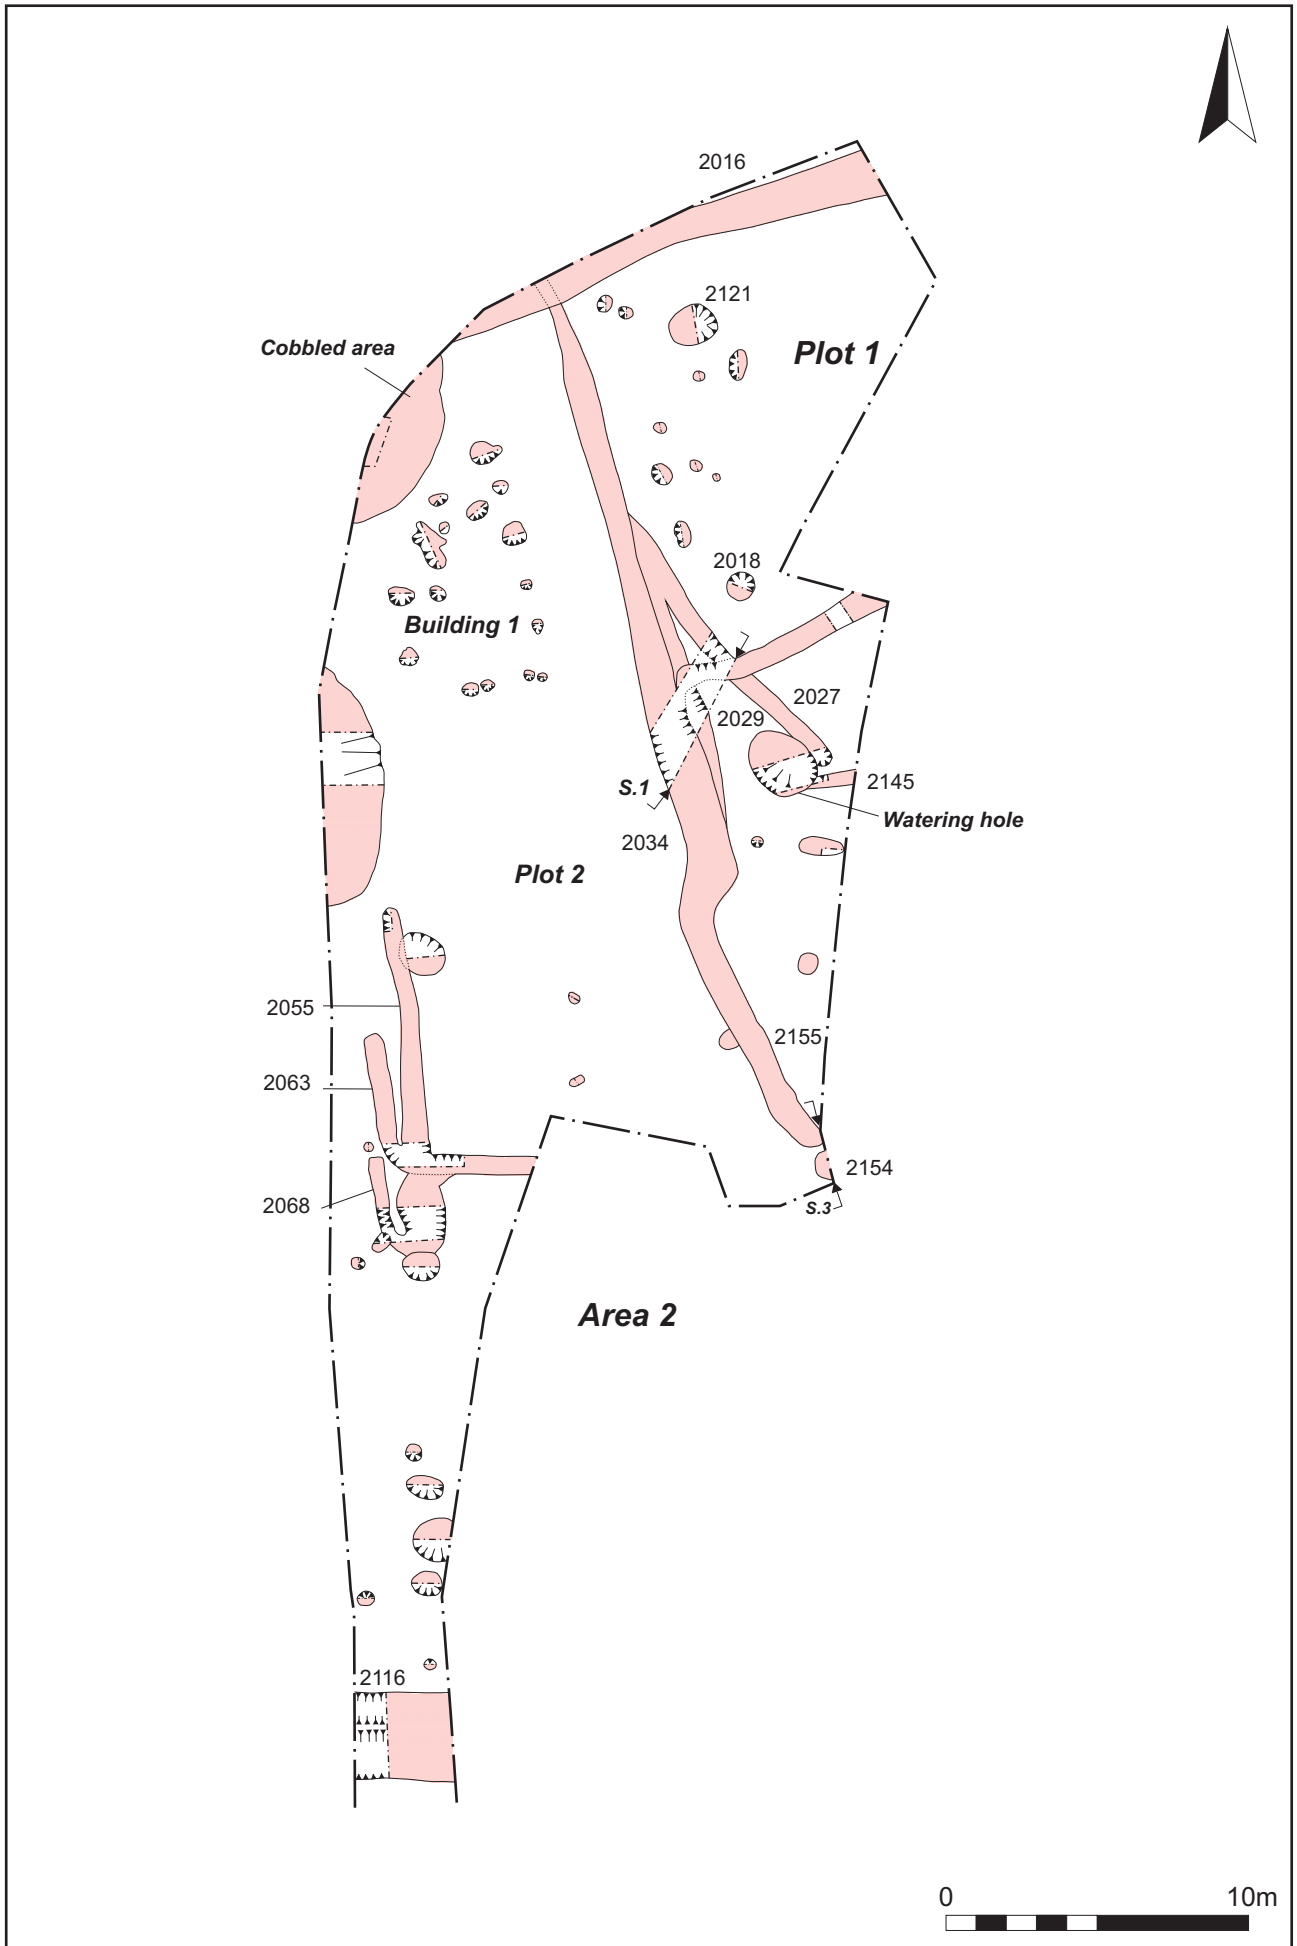 2016
2121
Cobbled area
Plot 1
2018
Building 1
2027
2029
2145
S.1
Watering hole
2034
Plot 2
2055
2155
2063
2154
2068
S.3
Area 2
2116
0 10m